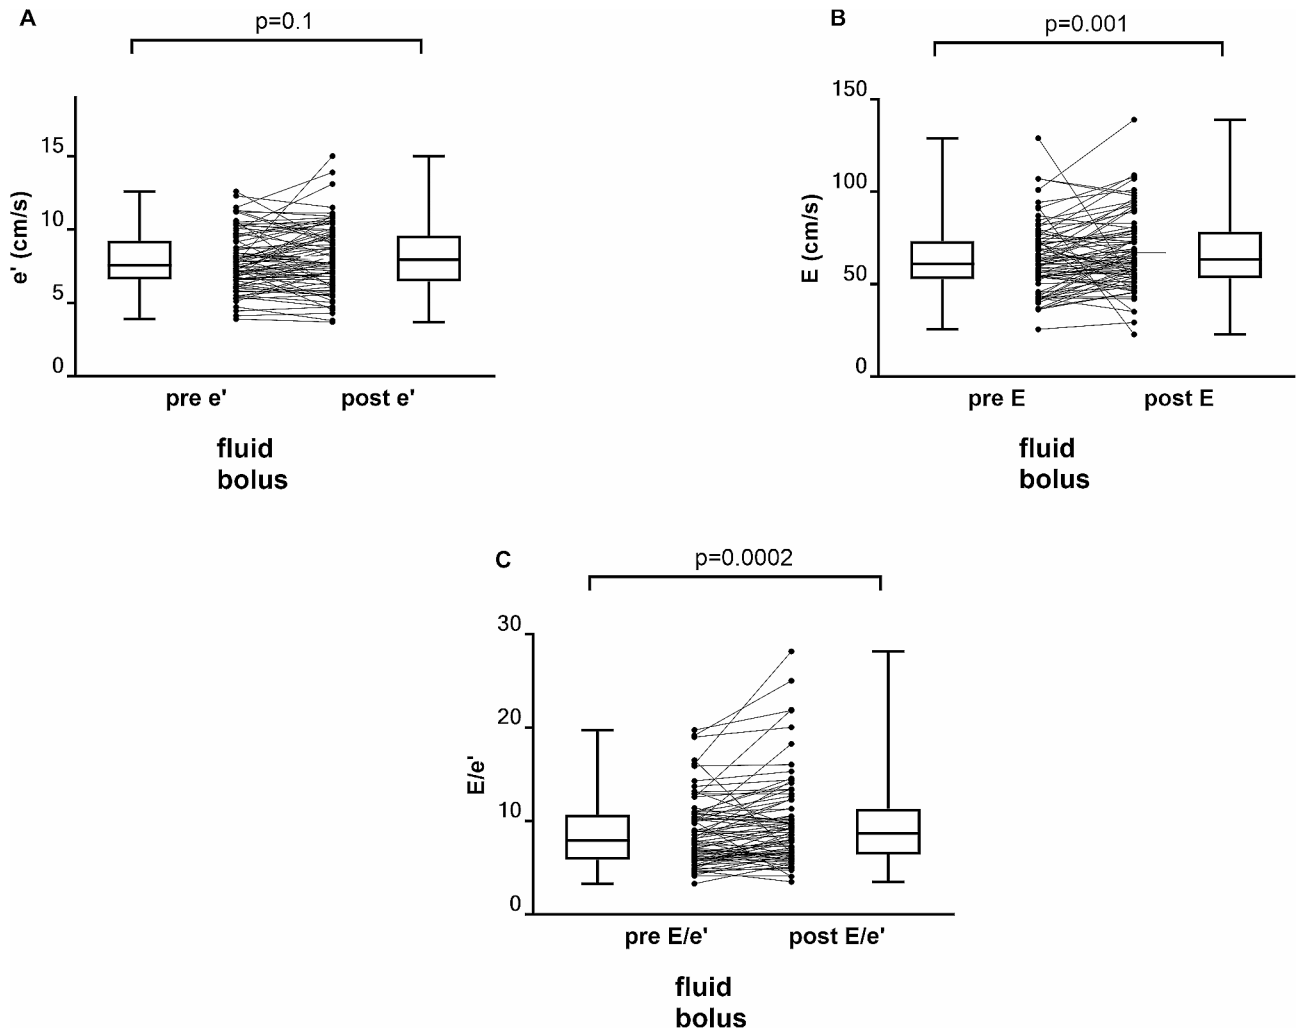 A
p=0.1
e' (cm/s)
15
10
5
0
pre e' post e'
fluid
bolus
B
p=0.001
E (cm/s)
150
100
50
0
pre E post E
fluid
bolus
C
p=0.0002
E/e'
30
20
10
0
pre E/e' post E/e'
fluid
bolus